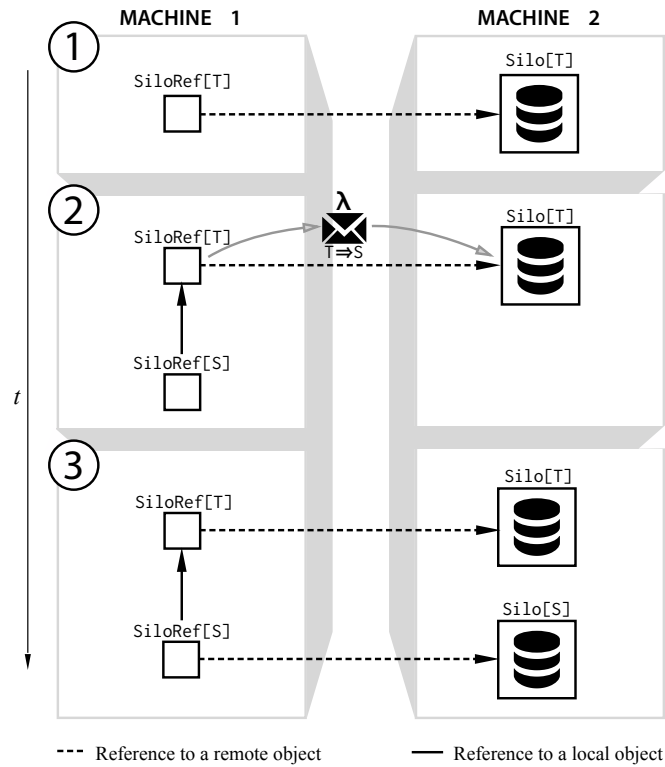 MACHINE 1
MACHINE 2
1
SiloRef[T]
Silo[T]
2
SiloRef[T]
λ
T⇒S
Silo[T]
SiloRef[S]
t
3
SiloRef[T]
Silo[T]
SiloRef[S]
Silo[S]
Reference to a remote object
Reference to a local object